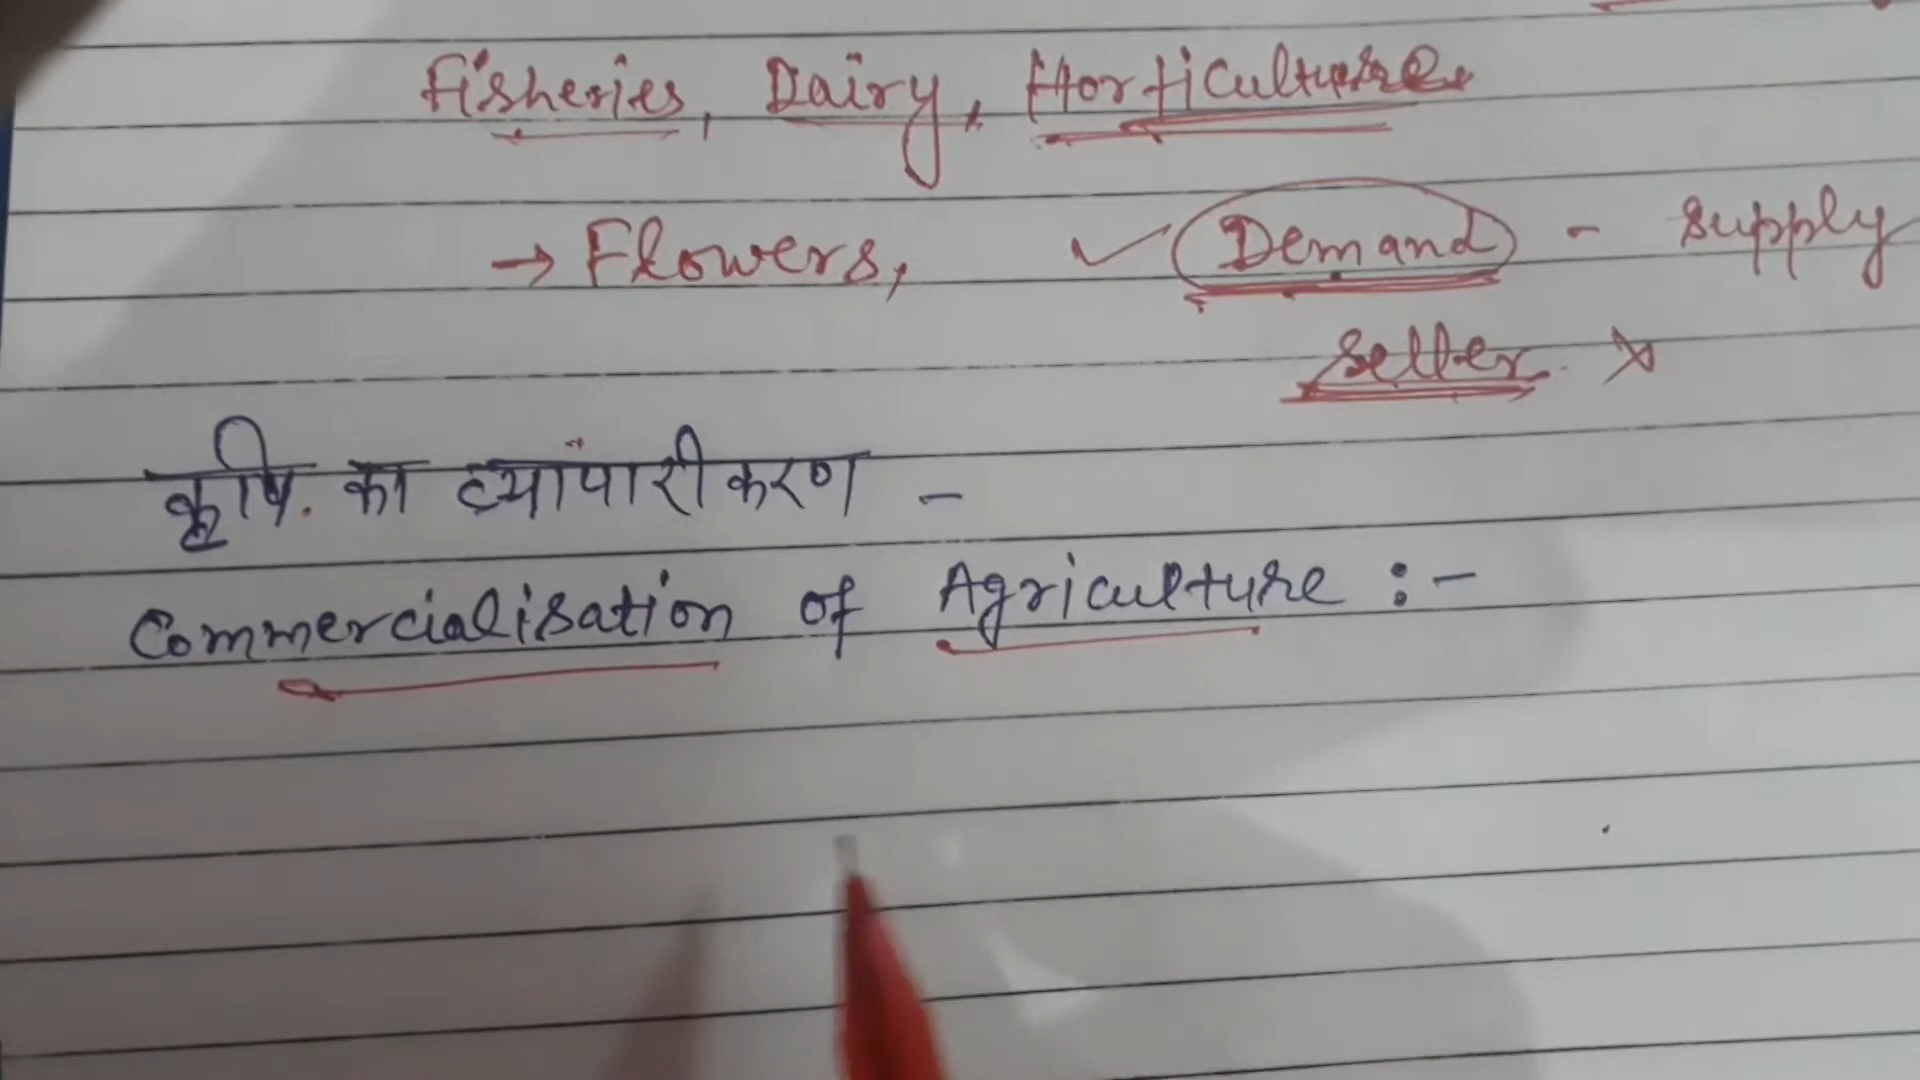 Fisheries, Dairy, Horticulture
→ Flowers, ✓ Demand - supply
seller x
कृषि का व्यापारीकरण -
Commercialisation of Agriculture :-